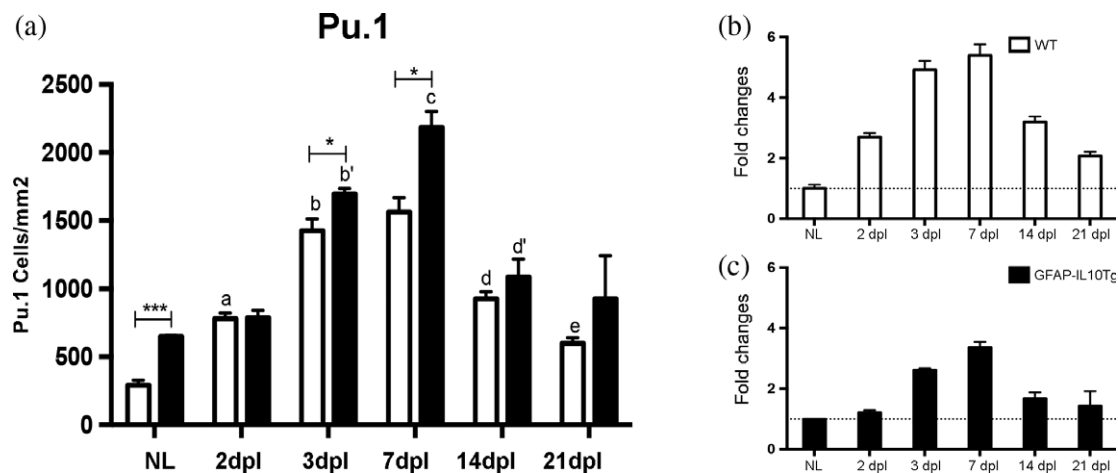 (a)
Pu.1
Pu.1 Cells/mm2
2500
2000
1500
1000
500
0
***
a
b
*
b'
*
c
d
d'
e
NL 2dpl 3dpl 7dpl 14dpl 21dpl
(b)
WT
Fold changes
6
4
2
0
NL 2 dpl 3 dpl 7 dpl 14 dpl 21 dpl
(c)
GFAP-IL10Tg
Fold changes
6
4
2
0
NL 2 dpl 3 dpl 7 dpl 14 dpl 21 dpl